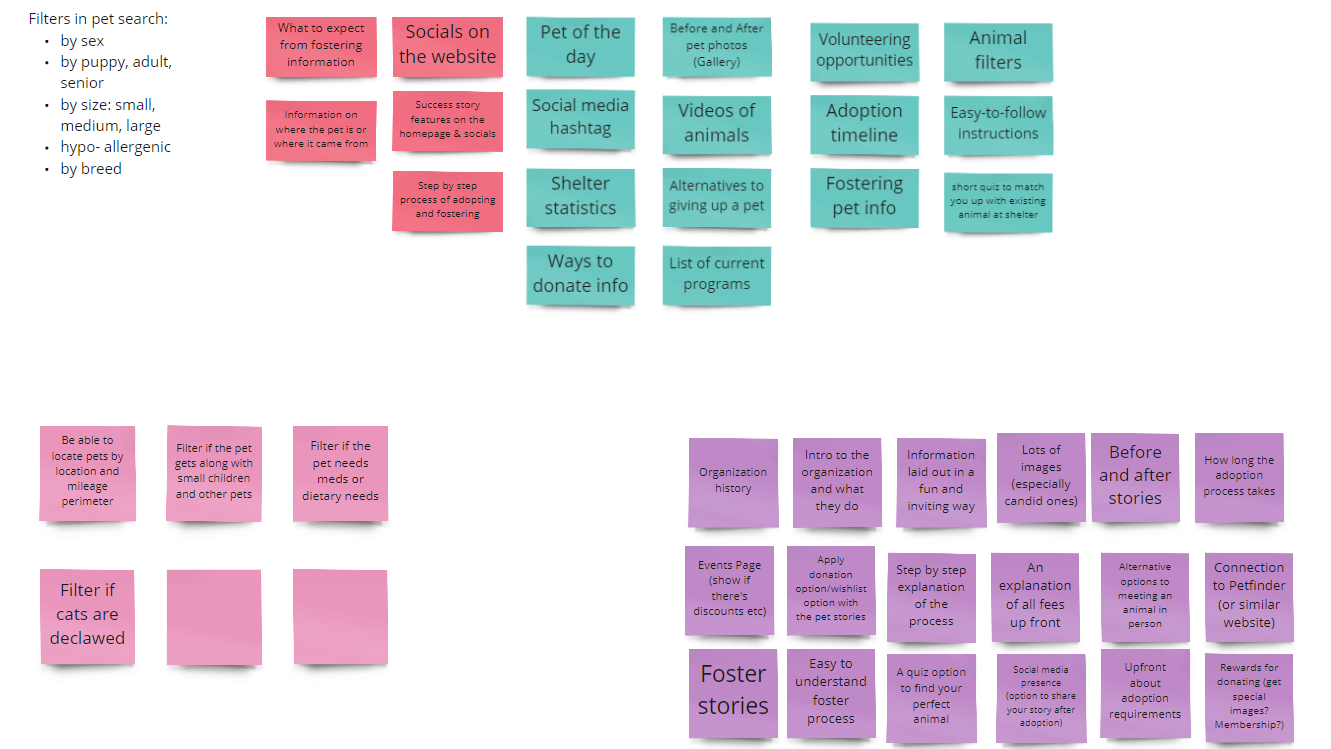 Filters in pet search:
• by sex
• by puppy, adult,
senior
• by size: small,
medium, large
• hypo- allergenic
• by breed
What to expect
from fostering
information
Socials on
the website
Pet of the
day
Before and After
pet photos
(Gallery)
Volunteering
opportunities
Animal
filters
Information on
where the pet is or
where it came from
Success story
features on the
homepage & socials
Social media
hashtag
Videos of
animals
Adoption
timeline
Easy-to-follow
instructions
Step by step
process of adopting
and fostering
Shelter
statistics
Alternatives to
giving up a pet
Fostering
pet info
short quiz to match
you up with existing
animal at shelter
Ways to
donate info
List of current
programs
Be able to
locate pets by
location and
mileage
perimeter
Filter if the pet
gets along with
small children
and other pets
Filter if the
pet needs
meds or
dietary needs
Filter if
cats are
declawed
Organization
history
Intro to the
organization
and what
they do
Information
laid out in a
fun and
inviting way
Lots of
images
(especially
candid ones)
Before
and after
stories
How long the
adoption
process takes
Events Page
(show if
there's
discounts etc)
Apply
donation
option/wishlist
option with
the pet stories
Step by step
explanation
of the
process
An
explanation
of all fees
up front
Alternative
options to
meeting an
animal in
person
Connection
to Petfinder
(or similar
website)
Foster
stories
Easy to
understand
foster
process
A quiz option
to find your
perfect
animal
Social media
presence
(option to share
your story after
adoption)
Upfront
about
adoption
requirements
Rewards for
donating (get
special
images?
Membership?)